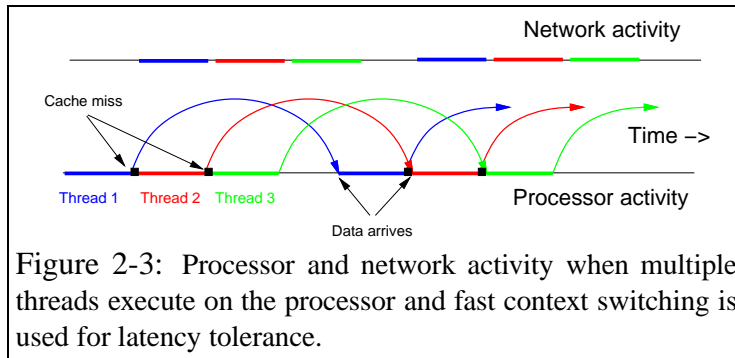 Network activity
Cache miss
Time −>
Thread 1 Thread 2 Thread 3
Processor activity
Data arrives
Figure 2-3: Processor and network activity when multiple
threads execute on the processor and fast context switching is
used for latency tolerance.